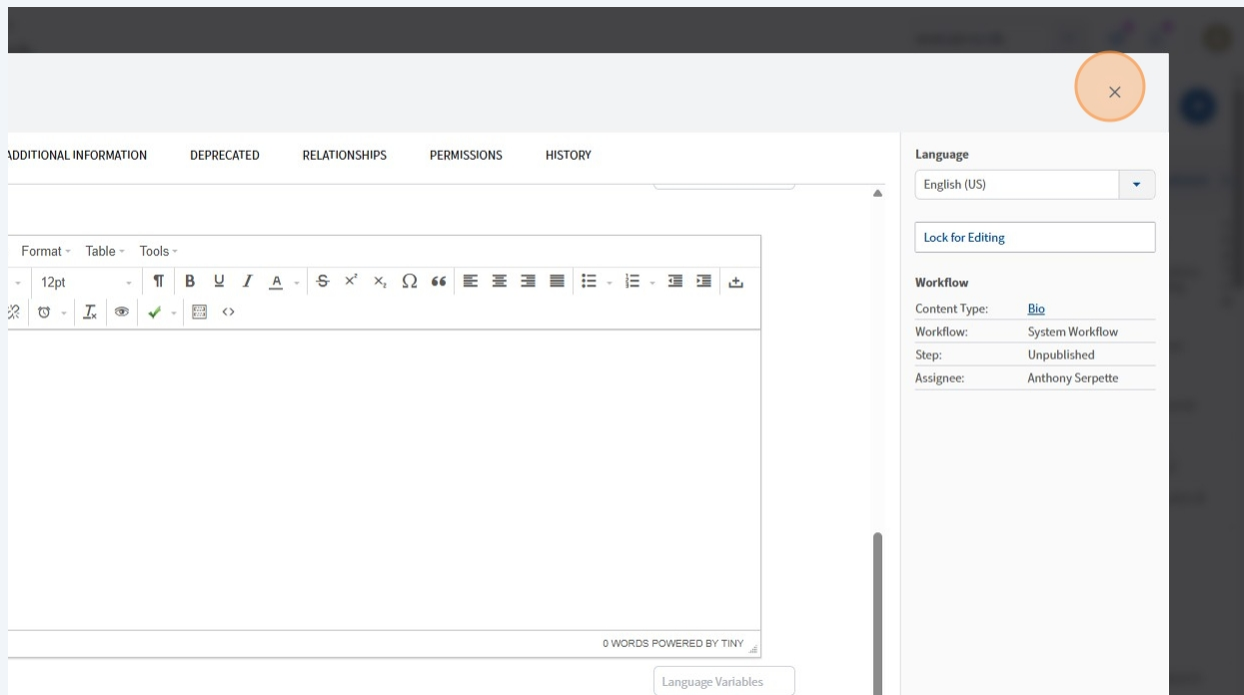 ADDITIONAL INFORMATION DEPRECATED RELATIONSHIPS PERMISSIONS HISTORY
Language
English (US)
Lock for Editing
Workflow
Content Type: Bio
Workflow: System Workflow
Step: Unpublished
Assignee: Anthony Serpette
Format Table Tools
12pt
0 WORDS POWERED BY TINY
Language Variables